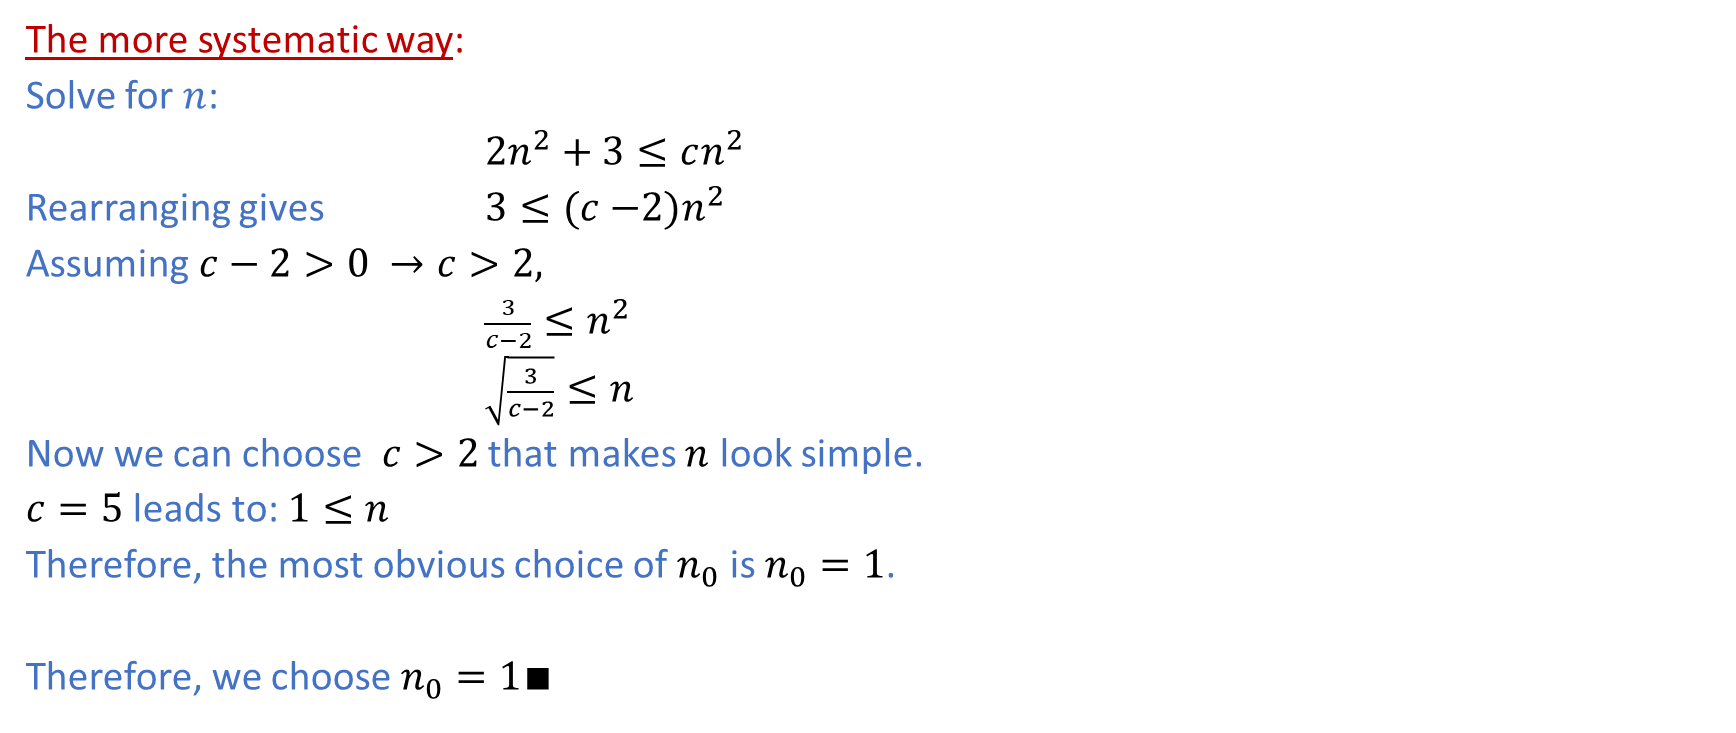 The more systematic way:
Solve for n:
2n² + 3 ≤ cn²
Rearranging gives 3 ≤ (c −2)n²
Assuming c − 2 > 0 → c > 2,
3/(c−2) ≤ n²
√(3/(c−2)) ≤ n
Now we can choose c > 2 that makes n look simple.
c = 5 leads to: 1 ≤ n
Therefore, the most obvious choice of n₀ is n₀ = 1.
Therefore, we choose n₀ = 1■